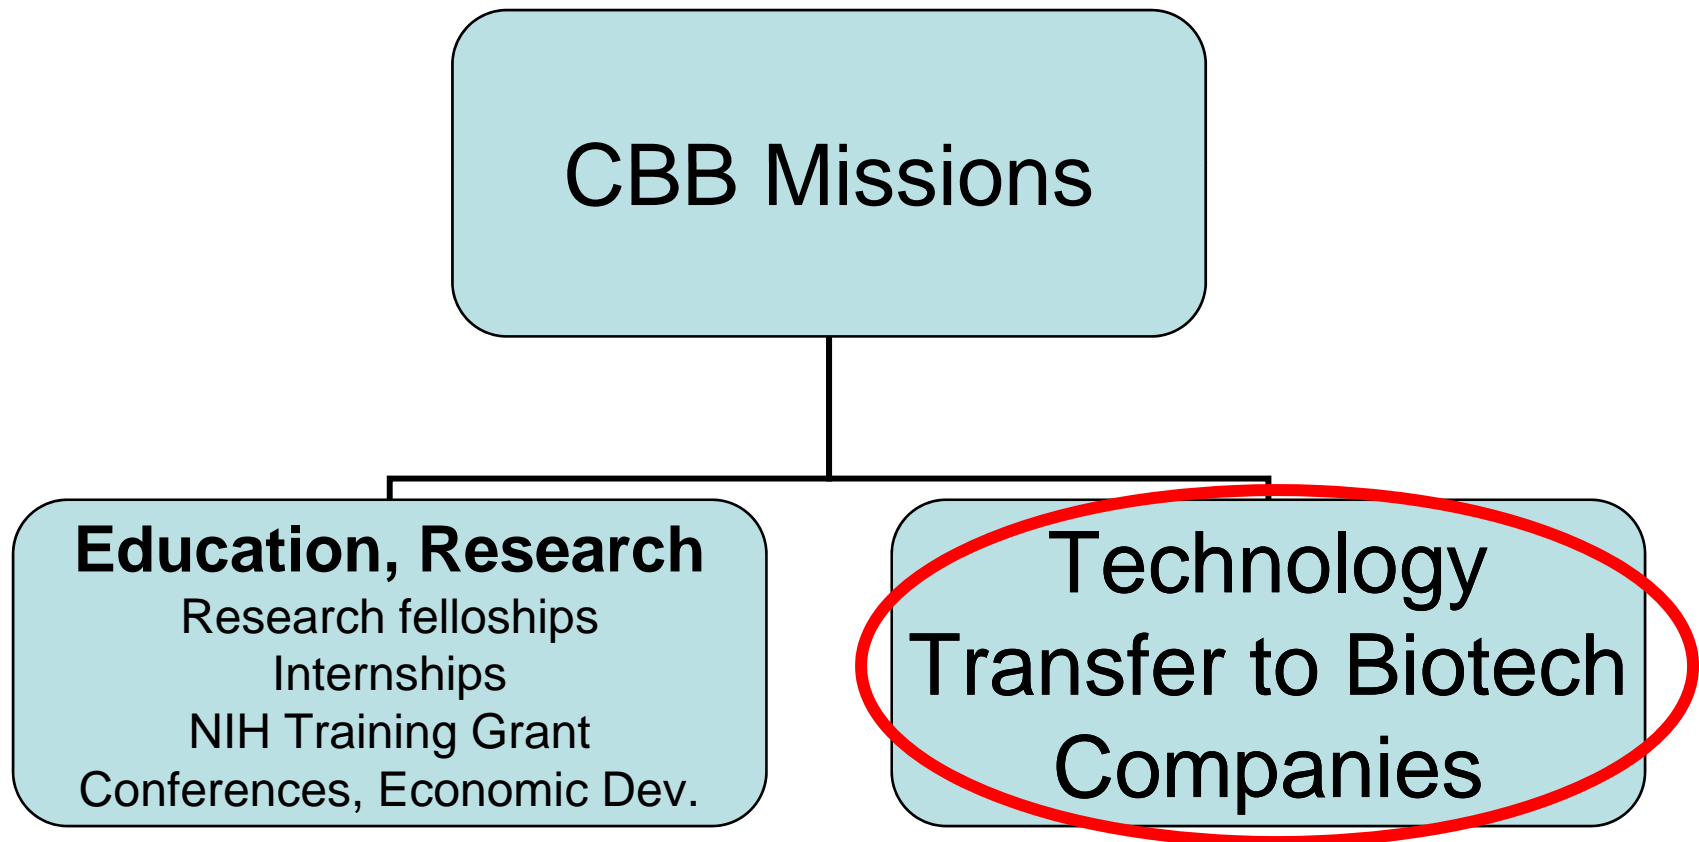 CBB Missions
Education, Research
Research felloships
Internships
NIH Training Grant
Conferences, Economic Dev.
Technology
Transfer to Biotech
Companies